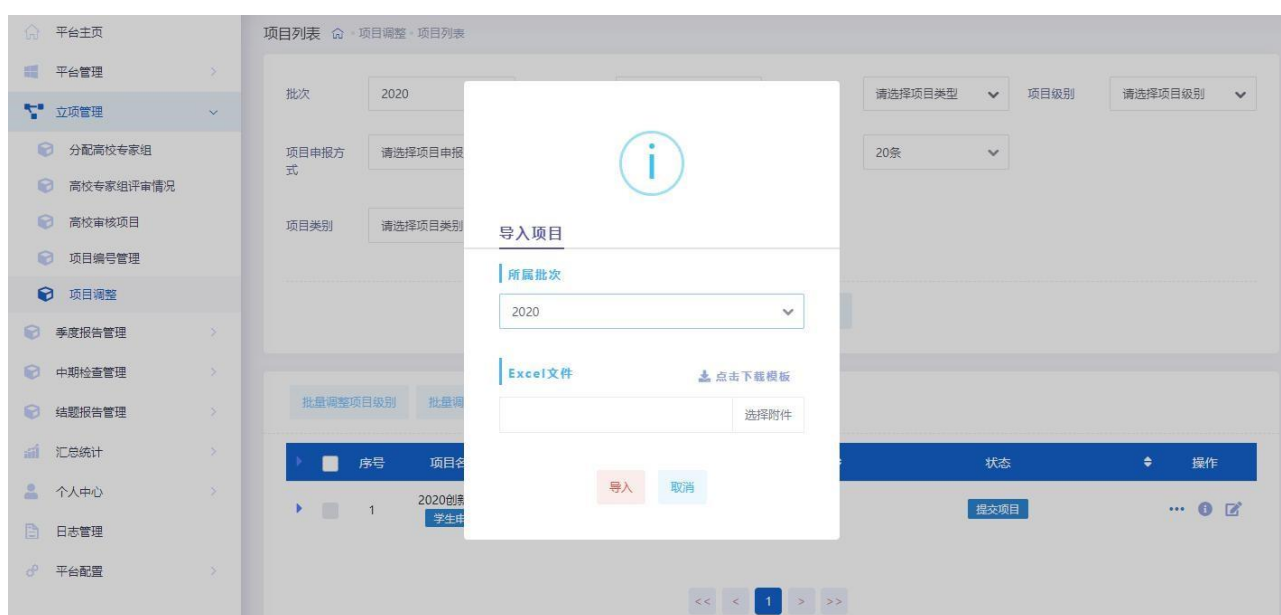 平台主页
平台管理
立项管理
分配高校专家组
高校专家组评审情况
高校审核项目
项目编号管理
项目调整
季度报告管理
中期检查管理
结题报告管理
汇总统计
个人中心
日志管理
平台配置
项目列表 项目调整 项目列表
批次 2020 请选择项目类型 项目级别 请选择项目级别
项目申报方
式
请选择项目申报 20条
项目类别 请选择项目类别
i
导入项目
所属批次
2020
Excel文件 点击下载模板
选择附件
导入 取消
批量调整项目级别 批量调
序号 项目名 状态 操作
1 2020创新 提交项目 ...
学生申
<< < 1 > >>